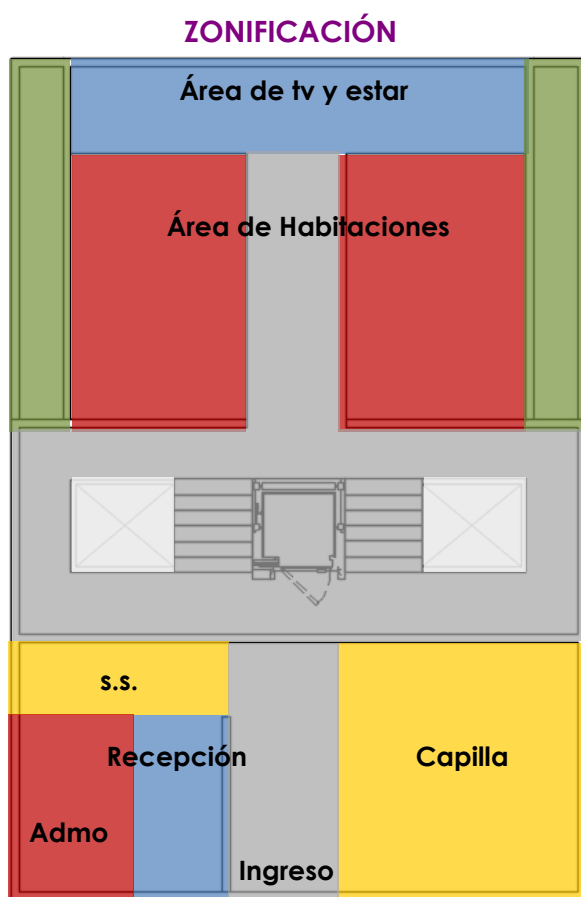 ZONIFICACIÓN
Área de tv y estar
Área de Habitaciones
s.s.
Recepción
Capilla
Admo
Ingreso